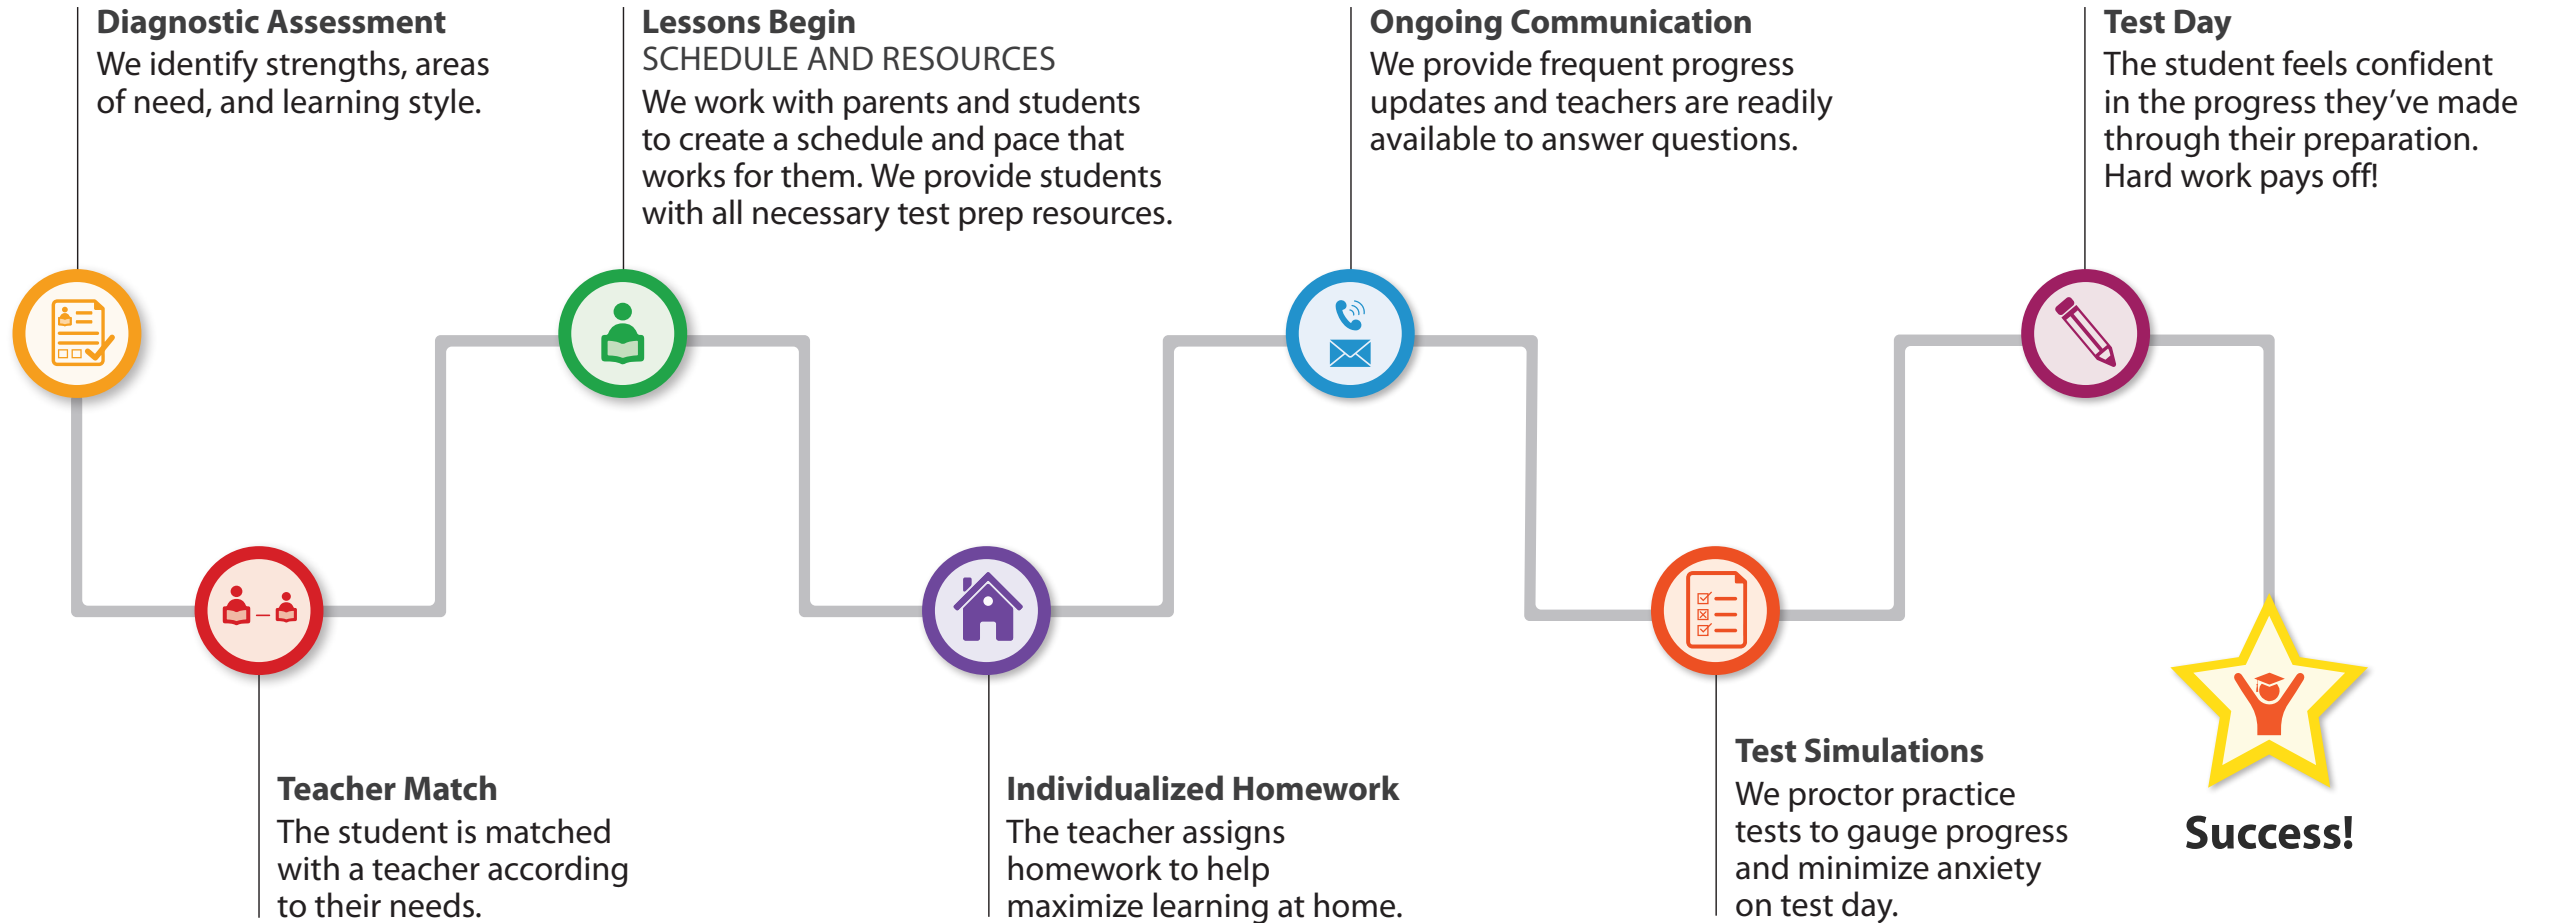 Diagnostic Assessment
We identify strengths, areas
of need, and learning style.
Teacher Match
The student is matched
with a teacher according
to their needs.
Lessons Begin
SCHEDULE AND RESOURCES
We work with parents and students
to create a schedule and pace that
works for them. We provide students
with all necessary test prep resources.
Individualized Homework
The teacher assigns
homework to help
maximize learning at home.
Ongoing Communication
We provide frequent progress
updates and teachers are readily
available to answer questions.
Test Simulations
We proctor practice
tests to gauge progress
and minimize anxiety
on test day.
Test Day
The student feels confident
in the progress they’ve made
through their preparation.
Hard work pays off!
Success!